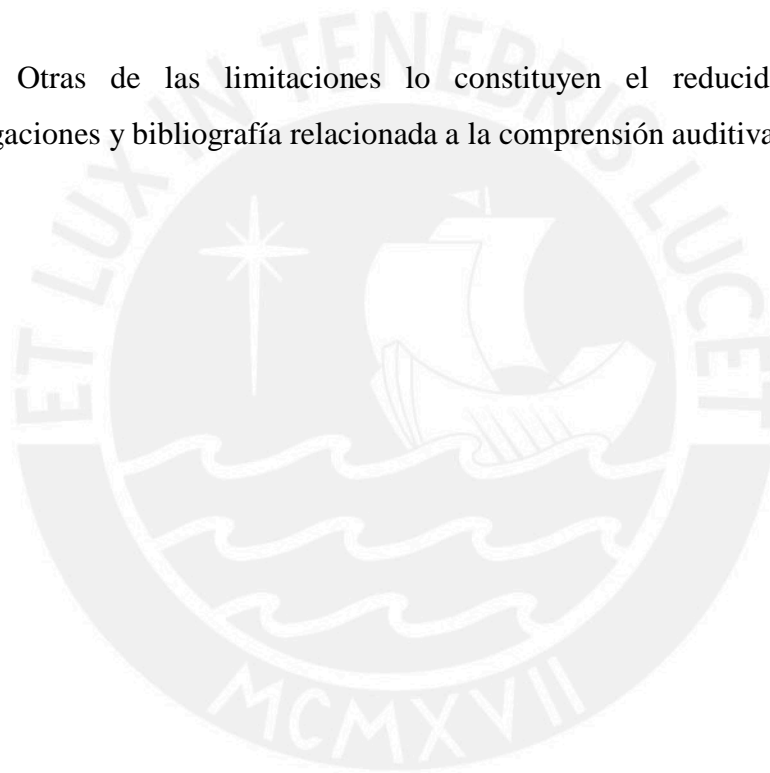 Otras de las limitaciones lo constituyen el reducid
gaciones y bibliografía relacionada a la comprensión auditiva
ET LUX IN TENEBRIS LUCET
MCMXVII